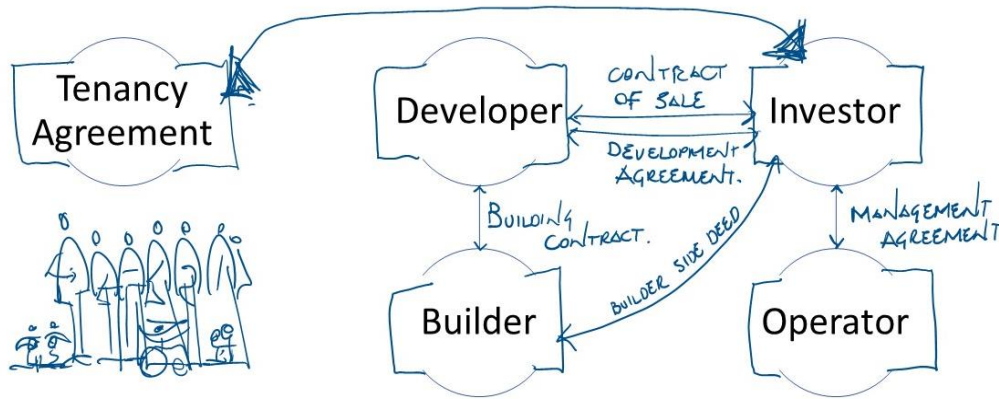 Tenancy
Agreement
Developer
CONTRACT
OF SALE
Investor
DEVELOPMENT
AGREEMENT.
BUILDING
CONTRACT.
BUILDER SIDE DEED
MANAGEMENT
AGREEMENT
Builder
Operator